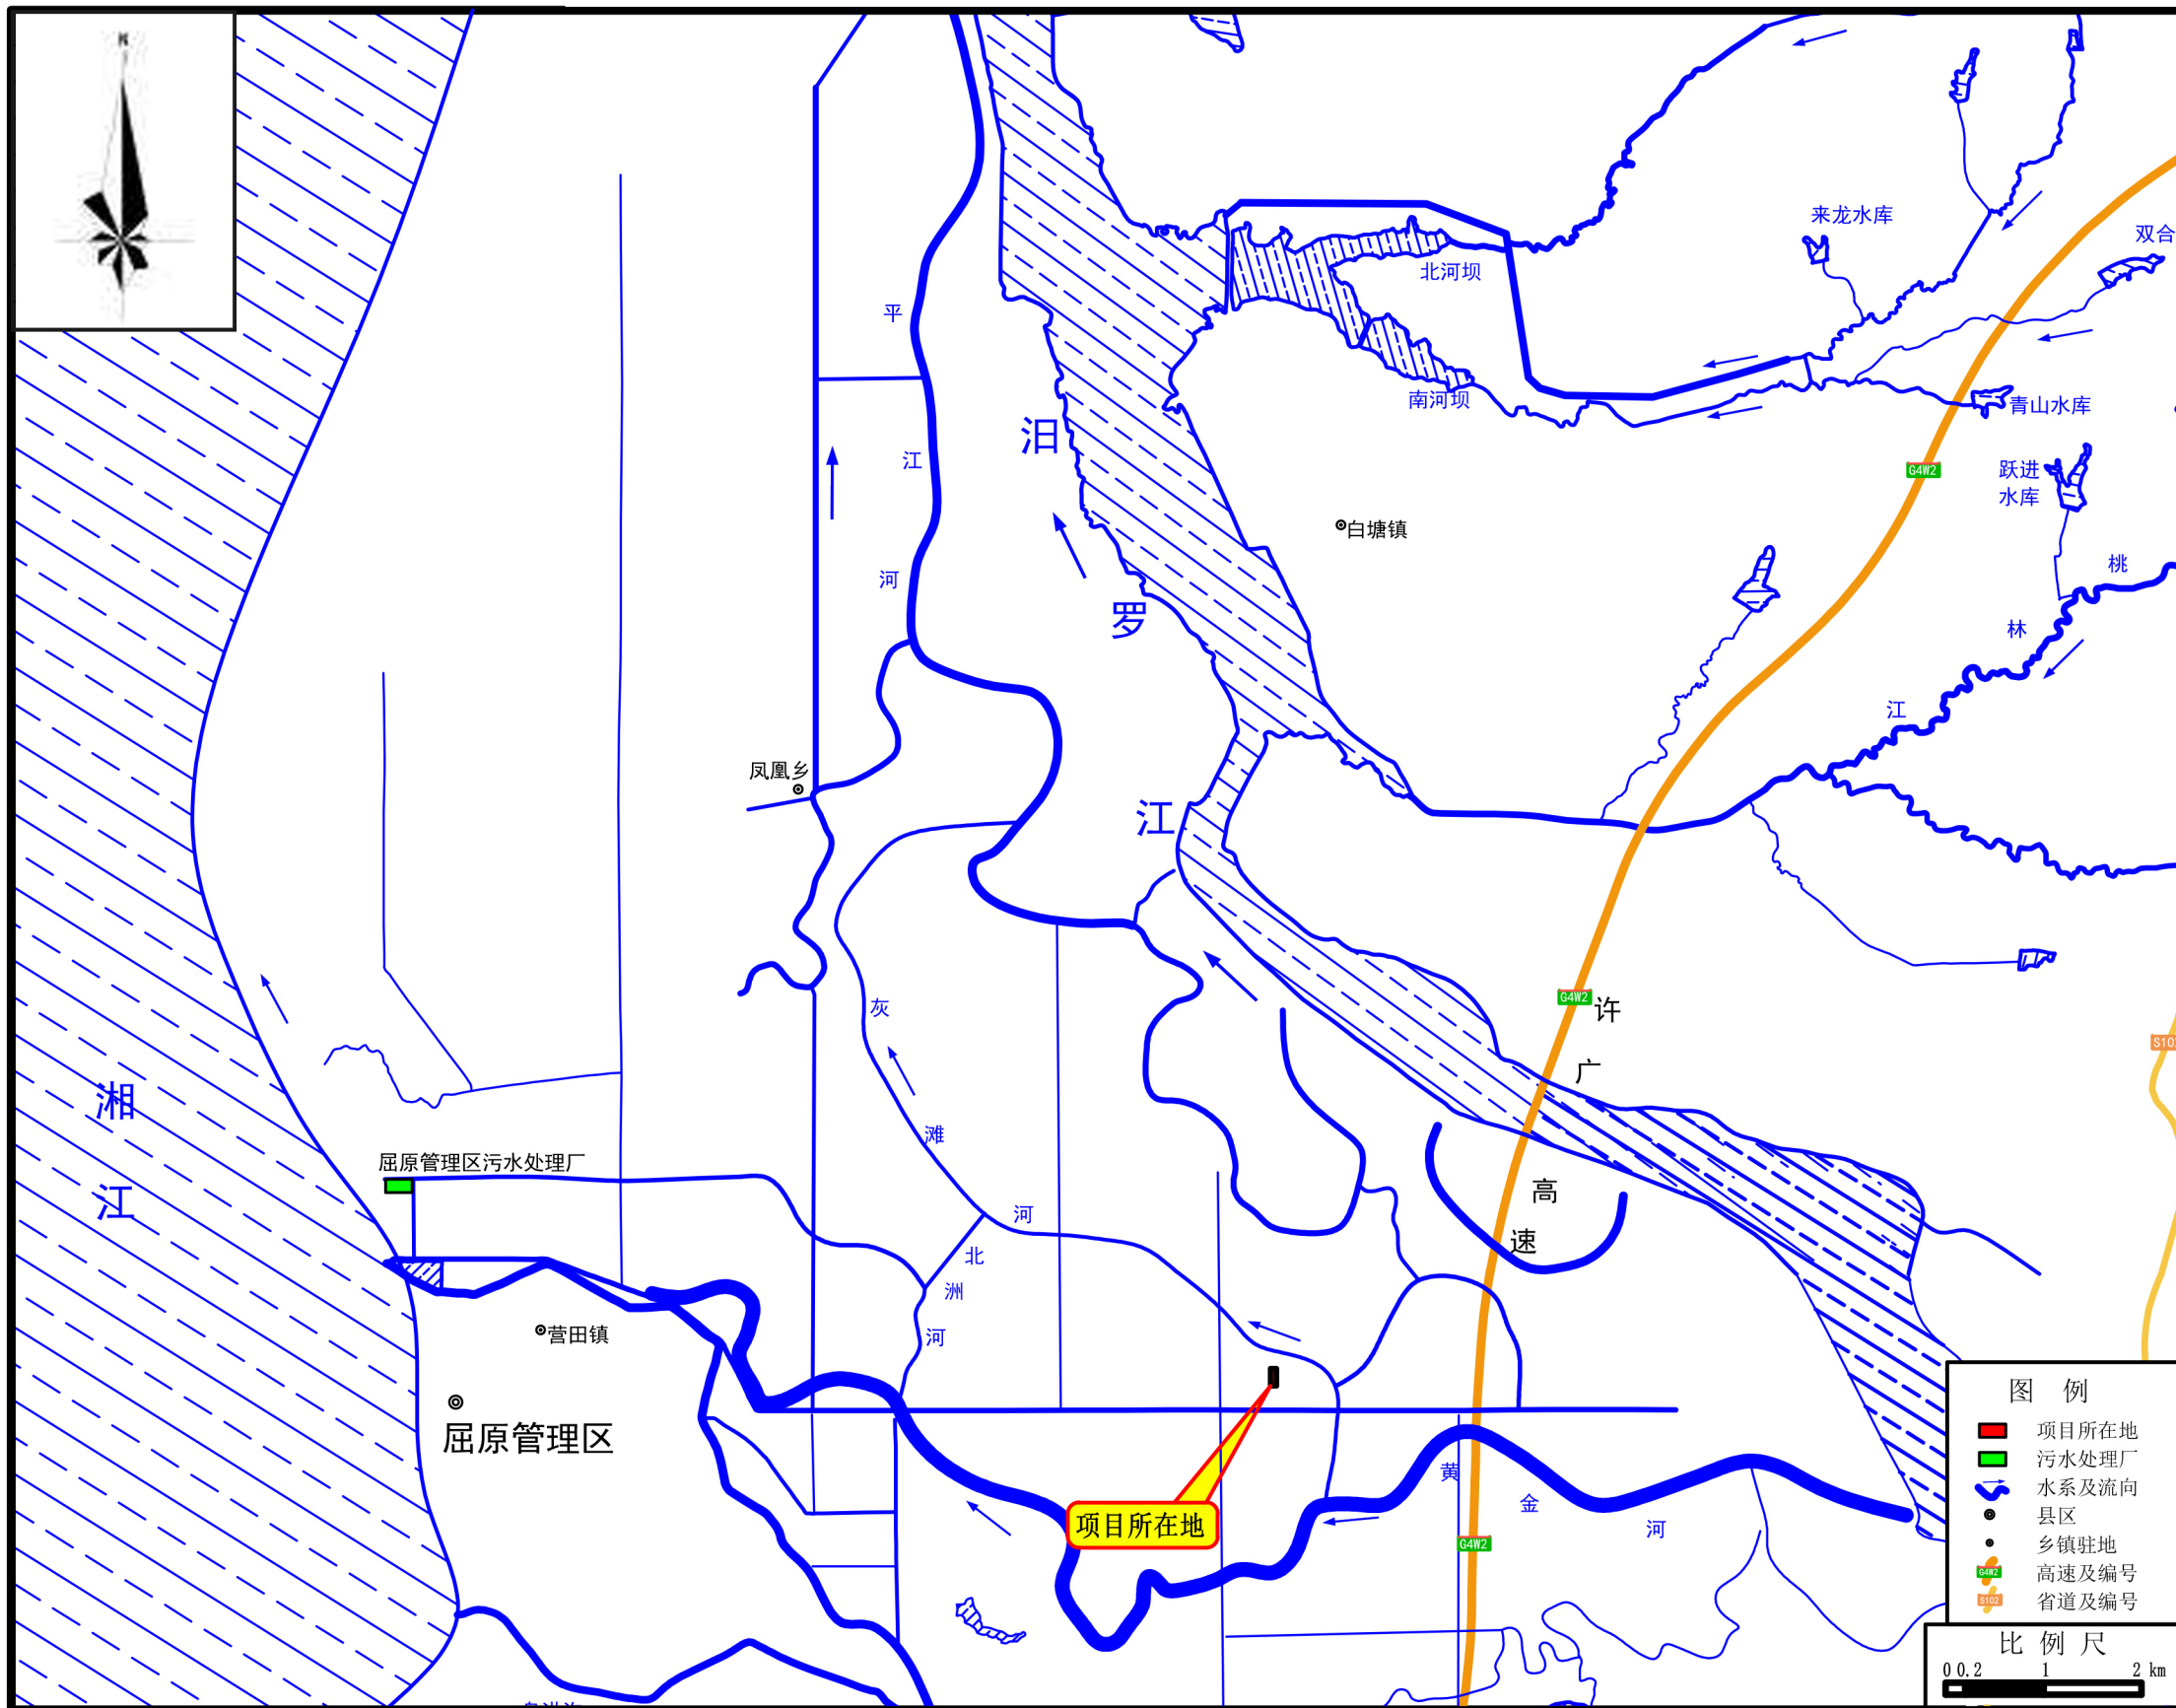 N
来龙水库
双合
平
北河坝
南河坝
青山水库
汨
江
G4W2
跃进
水库
白塘镇
桃
河
罗
林
江
凤凰乡
江
灰
G4W2
许
S102
广
湘
滩
屈原管理区污水处理厂
高
江
河
速
北
洲
营田镇
河
屈原管理区
黄
金
河
项目所在地
G4W2
图 例
项目所在地
污水处理厂
水系及流向
县区
乡镇驻地
G4W2
高速及编号
S102
省道及编号
比 例 尺
0 0.2 1 2 km